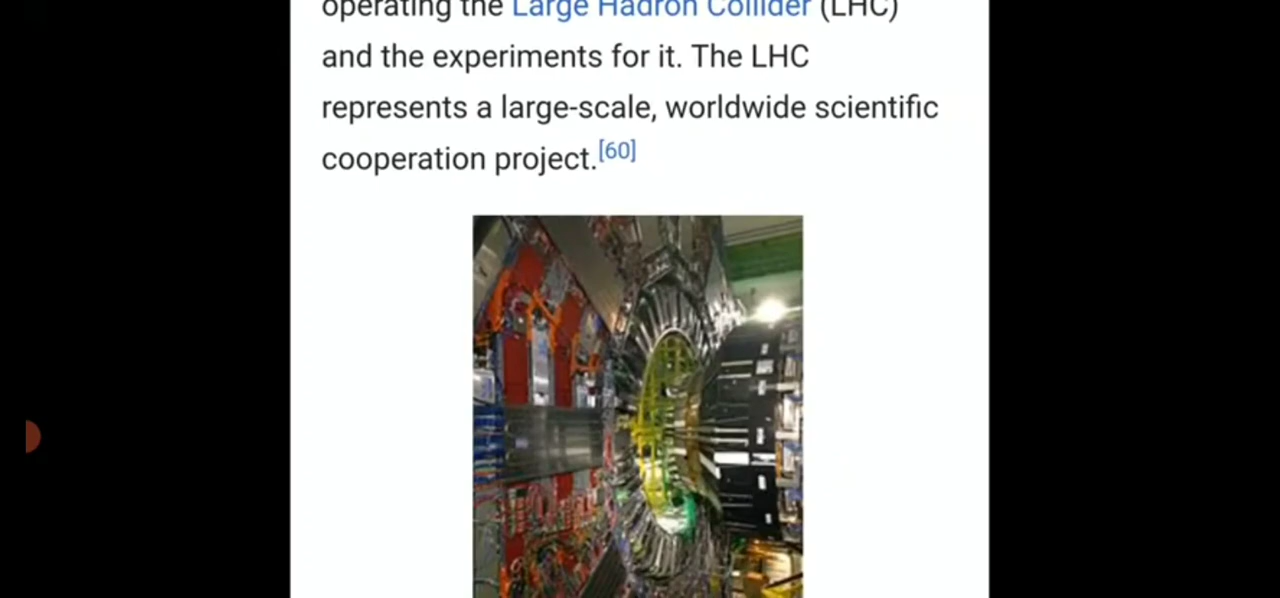 operating the Large Hadron Collider (LHC)
and the experiments for it. The LHC
represents a large-scale, worldwide scientific
cooperation project.[60]